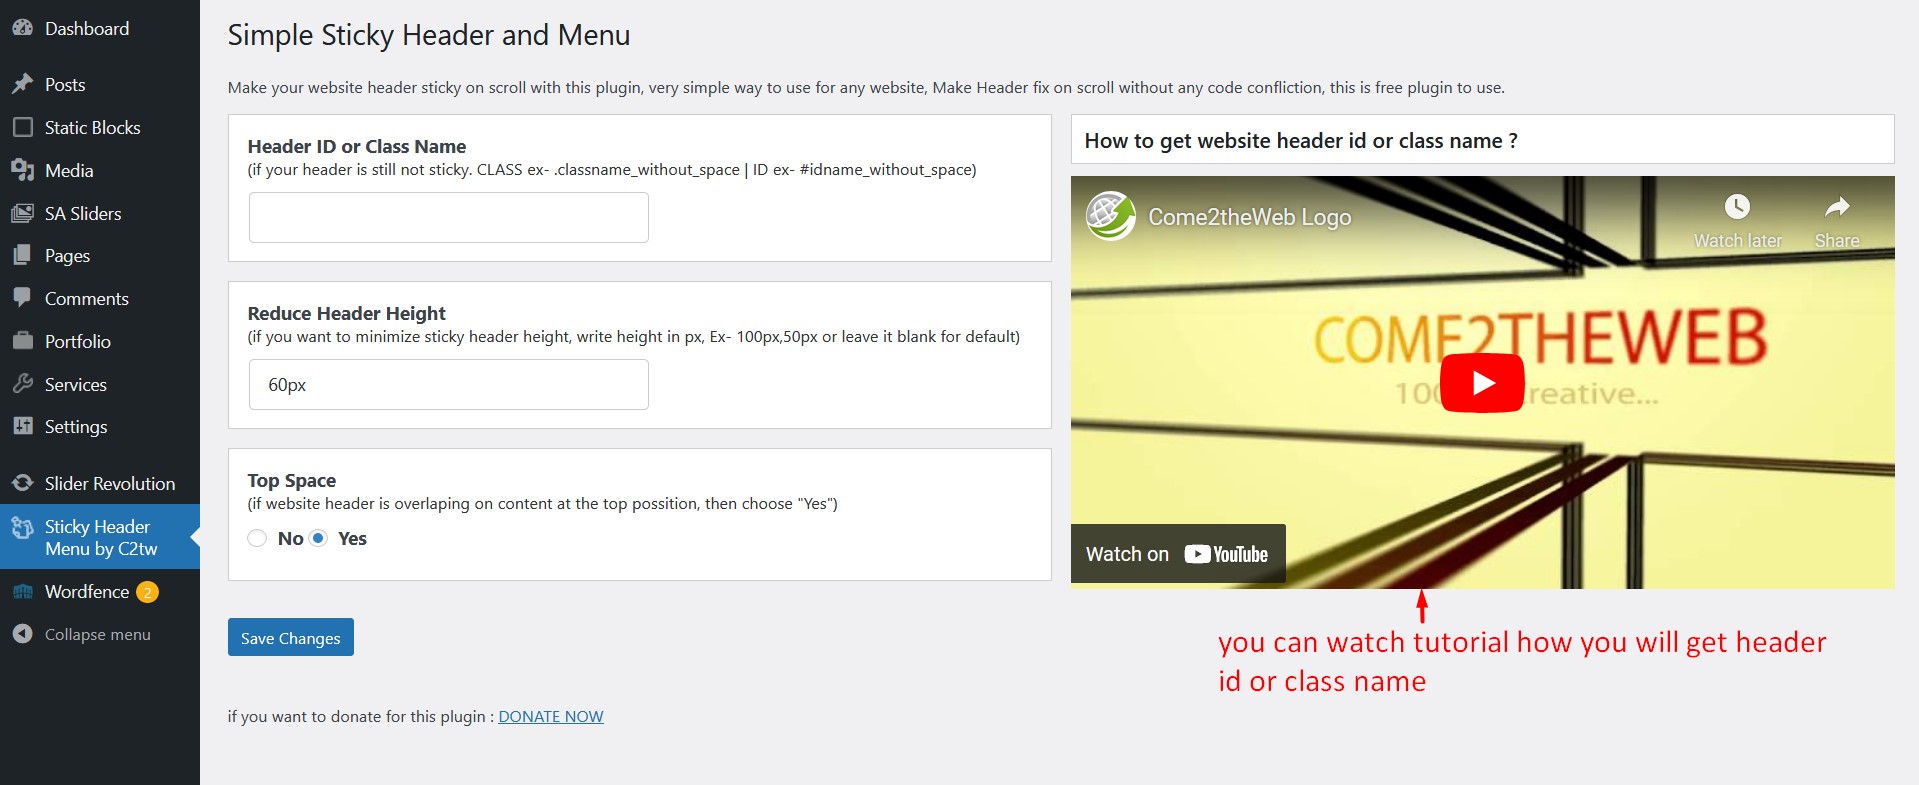 Dashboard
Posts
Static Blocks
Media
SA Sliders
Pages
Comments
Portfolio
Services
Settings
Slider Revolution
Sticky Header
Menu by C2tw
Wordfence 2
Collapse menu
Simple Sticky Header and Menu
Make your website header sticky on scroll with this plugin, very simple way to use for any website, Make Header fix on scroll without any code confliction, this is free plugin to use.
Header ID or Class Name
(if your header is still not sticky. CLASS ex- .classname_without_space | ID ex- #idname_without_space)
Reduce Header Height
(if you want to minimize sticky header height, write height in px, Ex- 100px,50px or leave it blank for default)
60px
Top Space
(if website header is overlaping on content at the top possition, then choose "Yes")
No Yes
Save Changes
if you want to donate for this plugin : DONATE NOW
How to get website header id or class name ?
Come2theWeb Logo
Watch later Share
COME2THEWEB
Watch on YouTube
you can watch tutorial how you will get header
id or class name